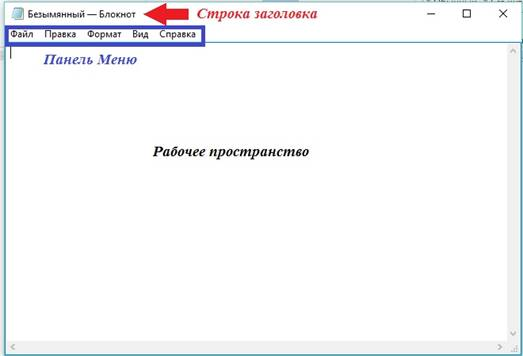 Безымянный — Блокнот Строка заголовка
Файл Правка Формат Вид Справка
Панель Меню
Рабочее пространство